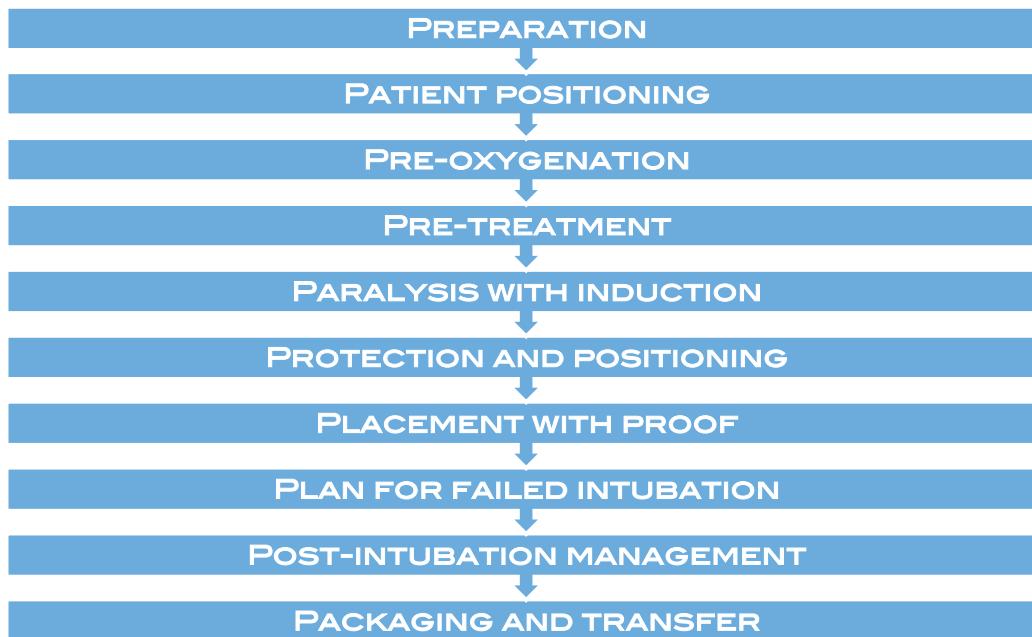 PREPARATION
PATIENT POSITIONING
PRE-OXYGENATION
PRE-TREATMENT
PARALYSIS WITH INDUCTION
PROTECTION AND POSITIONING
PLACEMENT WITH PROOF
PLAN FOR FAILED INTUBATION
POST-INTUBATION MANAGEMENT
PACKAGING AND TRANSFER